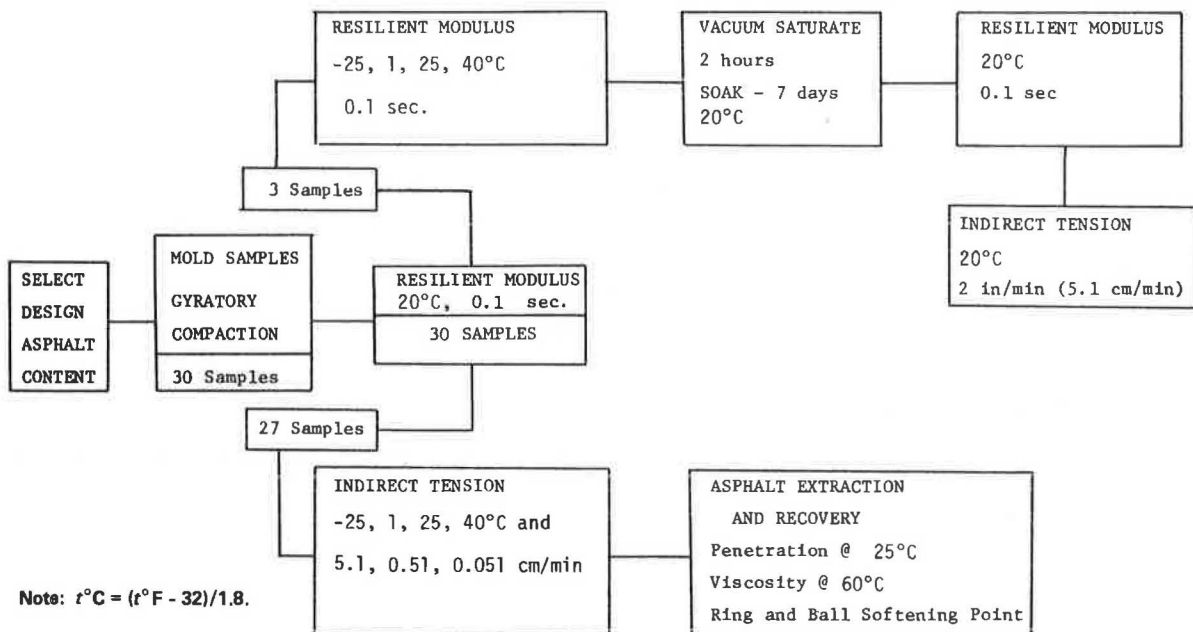 RESILIENT MODULUS
-25, 1, 25, 40°C
0.1 sec.
VACUUM SATURATE
2 hours
SOAK - 7 days
20°C
RESILIENT MODULUS
20°C
0.1 sec
3 Samples
INDIRECT TENSION
20°C
2 in/min (5.1 cm/min)
SELECT
DESIGN
ASPHALT
CONTENT
MOLD SAMPLES
GYRATORY
COMPACTION
30 Samples
RESILIENT MODULUS
20°C, 0.1 sec.
30 SAMPLES
27 Samples
INDIRECT TENSION
-25, 1, 25, 40°C and
5.1, 0.51, 0.051 cm/min
ASPHALT EXTRACTION
AND RECOVERY
Penetration @ 25°C
Viscosity @ 60°C
Ring and Ball Softening Point
Note: t°C = (t°F - 32)/1.8.